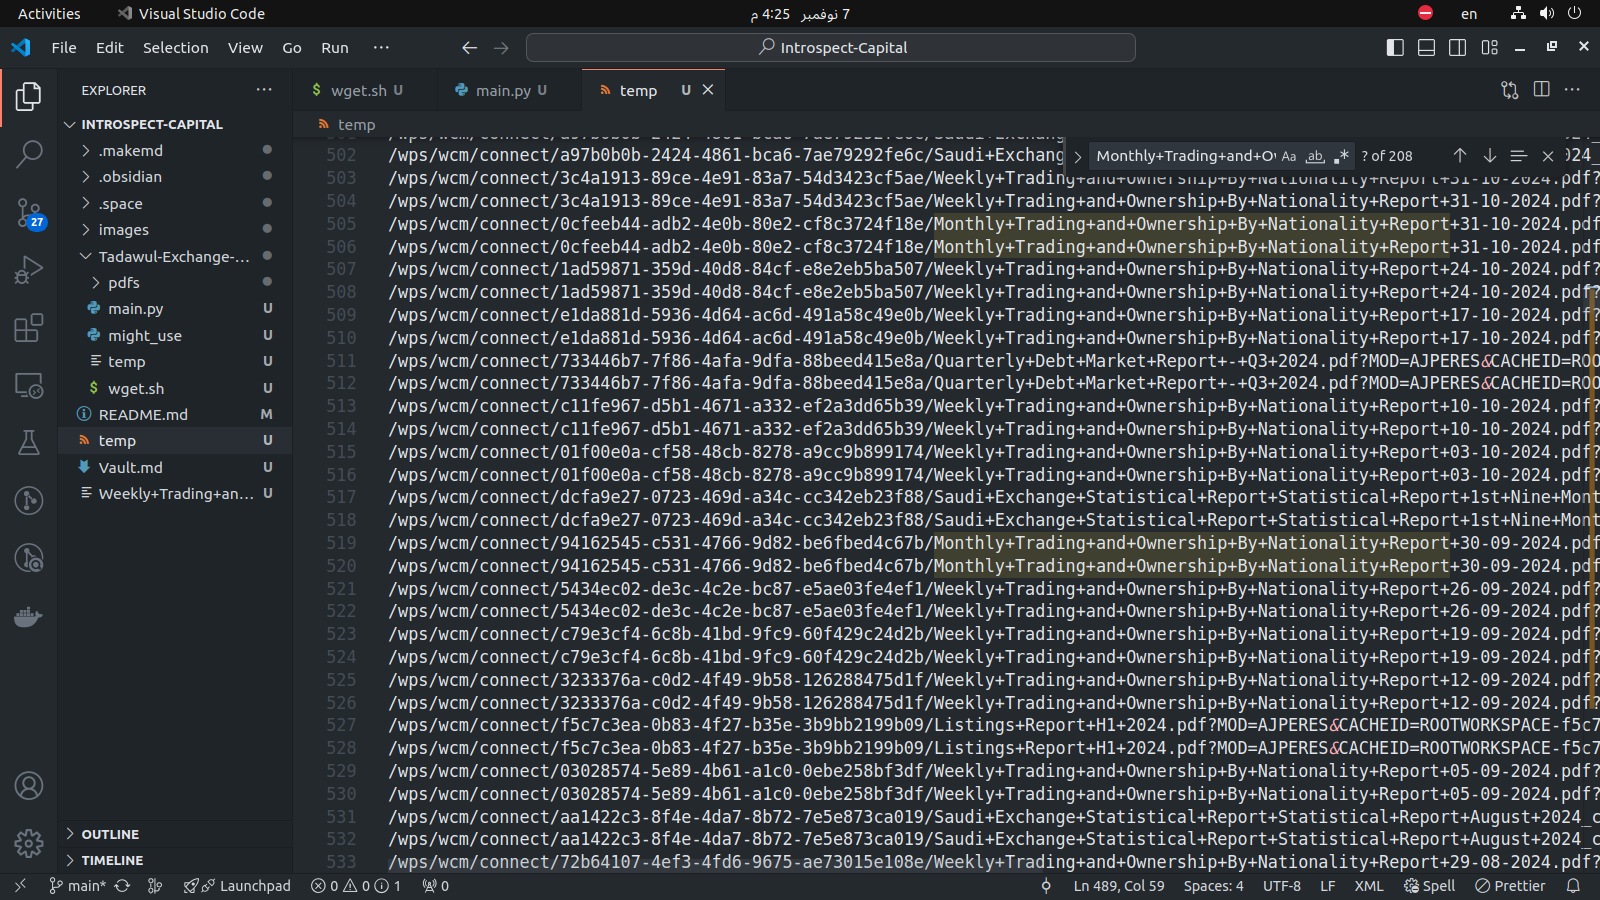 Activities
Visual Studio Code
7 نوفمبر 4:25 م
en
File Edit Selection View Go Run ···
Introspect-Capital
EXPLORER
INTROSPECT-CAPITAL
.makemd
.obsidian
.space
images
Tadawul-Exchange-...
pdfs
main.py U
might_use U
temp U
wget.sh U
README.md M
temp U
Vault.md U
Weekly+Trading+an... U
OUTLINE
TIMELINE
27
wget.sh U
main.py U
temp U
temp
Monthly+Trading+and+O
Aa ab
? of 208
502 /wps/wcm/connect/a97b0b0b-2424-4861-bca6-7ae79292fe6c/Saudi+Exchang
503 /wps/wcm/connect/3c4a1913-89ce-4e91-83a7-54d3423cf5ae/Weekly+Trading+and+Ownership+By+Nationality+Report+31-10-2024.pdf?
504 /wps/wcm/connect/3c4a1913-89ce-4e91-83a7-54d3423cf5ae/Weekly+Trading+and+Ownership+By+Nationality+Report+31-10-2024.pdf?
505 /wps/wcm/connect/0cfeeb44-adb2-4e0b-80e2-cf8c3724f18e/Monthly+Trading+and+Ownership+By+Nationality+Report+31-10-2024.pdf
506 /wps/wcm/connect/0cfeeb44-adb2-4e0b-80e2-cf8c3724f18e/Monthly+Trading+and+Ownership+By+Nationality+Report+31-10-2024.pdf
507 /wps/wcm/connect/1ad59871-359d-40d8-84cf-e8e2eb5ba507/Weekly+Trading+and+Ownership+By+Nationality+Report+24-10-2024.pdf?
508 /wps/wcm/connect/1ad59871-359d-40d8-84cf-e8e2eb5ba507/Weekly+Trading+and+Ownership+By+Nationality+Report+24-10-2024.pdf?
509 /wps/wcm/connect/e1da881d-5936-4d64-ac6d-491a58c49e0b/Weekly+Trading+and+Ownership+By+Nationality+Report+17-10-2024.pdf?
510 /wps/wcm/connect/e1da881d-5936-4d64-ac6d-491a58c49e0b/Weekly+Trading+and+Ownership+By+Nationality+Report+17-10-2024.pdf?
511 /wps/wcm/connect/733446b7-7f86-4afa-9dfa-88beed415e8a/Quarterly+Debt+Market+Report+-+Q3+2024.pdf?MOD=AJPERES&CACHEID=ROO
512 /wps/wcm/connect/733446b7-7f86-4afa-9dfa-88beed415e8a/Quarterly+Debt+Market+Report+-+Q3+2024.pdf?MOD=AJPERES&CACHEID=ROO
513 /wps/wcm/connect/c11fe967-d5b1-4671-a332-ef2a3dd65b39/Weekly+Trading+and+Ownership+By+Nationality+Report+10-10-2024.pdf?
514 /wps/wcm/connect/c11fe967-d5b1-4671-a332-ef2a3dd65b39/Weekly+Trading+and+Ownership+By+Nationality+Report+10-10-2024.pdf?
515 /wps/wcm/connect/01f00e0a-cf58-48cb-8278-a9cc9b899174/Weekly+Trading+and+Ownership+By+Nationality+Report+03-10-2024.pdf?
516 /wps/wcm/connect/01f00e0a-cf58-48cb-8278-a9cc9b899174/Weekly+Trading+and+Ownership+By+Nationality+Report+03-10-2024.pdf?
517 /wps/wcm/connect/dcfa9e27-0723-469d-a34c-cc342eb23f88/Saudi+Exchange+Statistical+Report+Statistical+Report+1st+Nine+Mont
518 /wps/wcm/connect/dcfa9e27-0723-469d-a34c-cc342eb23f88/Saudi+Exchange+Statistical+Report+Statistical+Report+1st+Nine+Mont
519 /wps/wcm/connect/94162545-c531-4766-9d82-be6fbed4c67b/Monthly+Trading+and+Ownership+By+Nationality+Report+30-09-2024.pdf
520 /wps/wcm/connect/94162545-c531-4766-9d82-be6fbed4c67b/Monthly+Trading+and+Ownership+By+Nationality+Report+30-09-2024.pdf
521 /wps/wcm/connect/5434ec02-de3c-4c2e-bc87-e5ae03fe4ef1/Weekly+Trading+and+Ownership+By+Nationality+Report+26-09-2024.pdf?
522 /wps/wcm/connect/5434ec02-de3c-4c2e-bc87-e5ae03fe4ef1/Weekly+Trading+and+Ownership+By+Nationality+Report+26-09-2024.pdf?
523 /wps/wcm/connect/c79e3cf4-6c8b-41bd-9fc9-60f429c24d2b/Weekly+Trading+and+Ownership+By+Nationality+Report+19-09-2024.pdf?
524 /wps/wcm/connect/c79e3cf4-6c8b-41bd-9fc9-60f429c24d2b/Weekly+Trading+and+Ownership+By+Nationality+Report+19-09-2024.pdf?
525 /wps/wcm/connect/3233376a-c0d2-4f49-9b58-126288475d1f/Weekly+Trading+and+Ownership+By+Nationality+Report+12-09-2024.pdf?
526 /wps/wcm/connect/3233376a-c0d2-4f49-9b58-126288475d1f/Weekly+Trading+and+Ownership+By+Nationality+Report+12-09-2024.pdf?
527 /wps/wcm/connect/f5c7c3ea-0b83-4f27-b35e-3b9bb2199b09/Listings+Report+H1+2024.pdf?MOD=AJPERES&CACHEID=ROOTWORKSPACE-f5c7
528 /wps/wcm/connect/f5c7c3ea-0b83-4f27-b35e-3b9bb2199b09/Listings+Report+H1+2024.pdf?MOD=AJPERES&CACHEID=ROOTWORKSPACE-f5c7
529 /wps/wcm/connect/03028574-5e89-4b61-a1c0-0ebe258bf3df/Weekly+Trading+and+Ownership+By+Nationality+Report+05-09-2024.pdf?
530 /wps/wcm/connect/03028574-5e89-4b61-a1c0-0ebe258bf3df/Weekly+Trading+and+Ownership+By+Nationality+Report+05-09-2024.pdf?
531 /wps/wcm/connect/aa1422c3-8f4e-4da7-8b72-7e5e873ca019/Saudi+Exchange+Statistical+Report+Statistical+Report+August+2024_c
532 /wps/wcm/connect/aa1422c3-8f4e-4da7-8b72-7e5e873ca019/Saudi+Exchange+Statistical+Report+Statistical+Report+August+2024_c
533 /wps/wcm/connect/72b64107-4ef3-4fd6-9675-ae73015e108e/Weekly+Trading+and+Ownership+By+Nationality+Report+29-08-2024.pdf?
main* Launchpad 0 0 1 0 Ln 489, Col 59 Spaces: 4 UTF-8 LF XML Spell Prettier